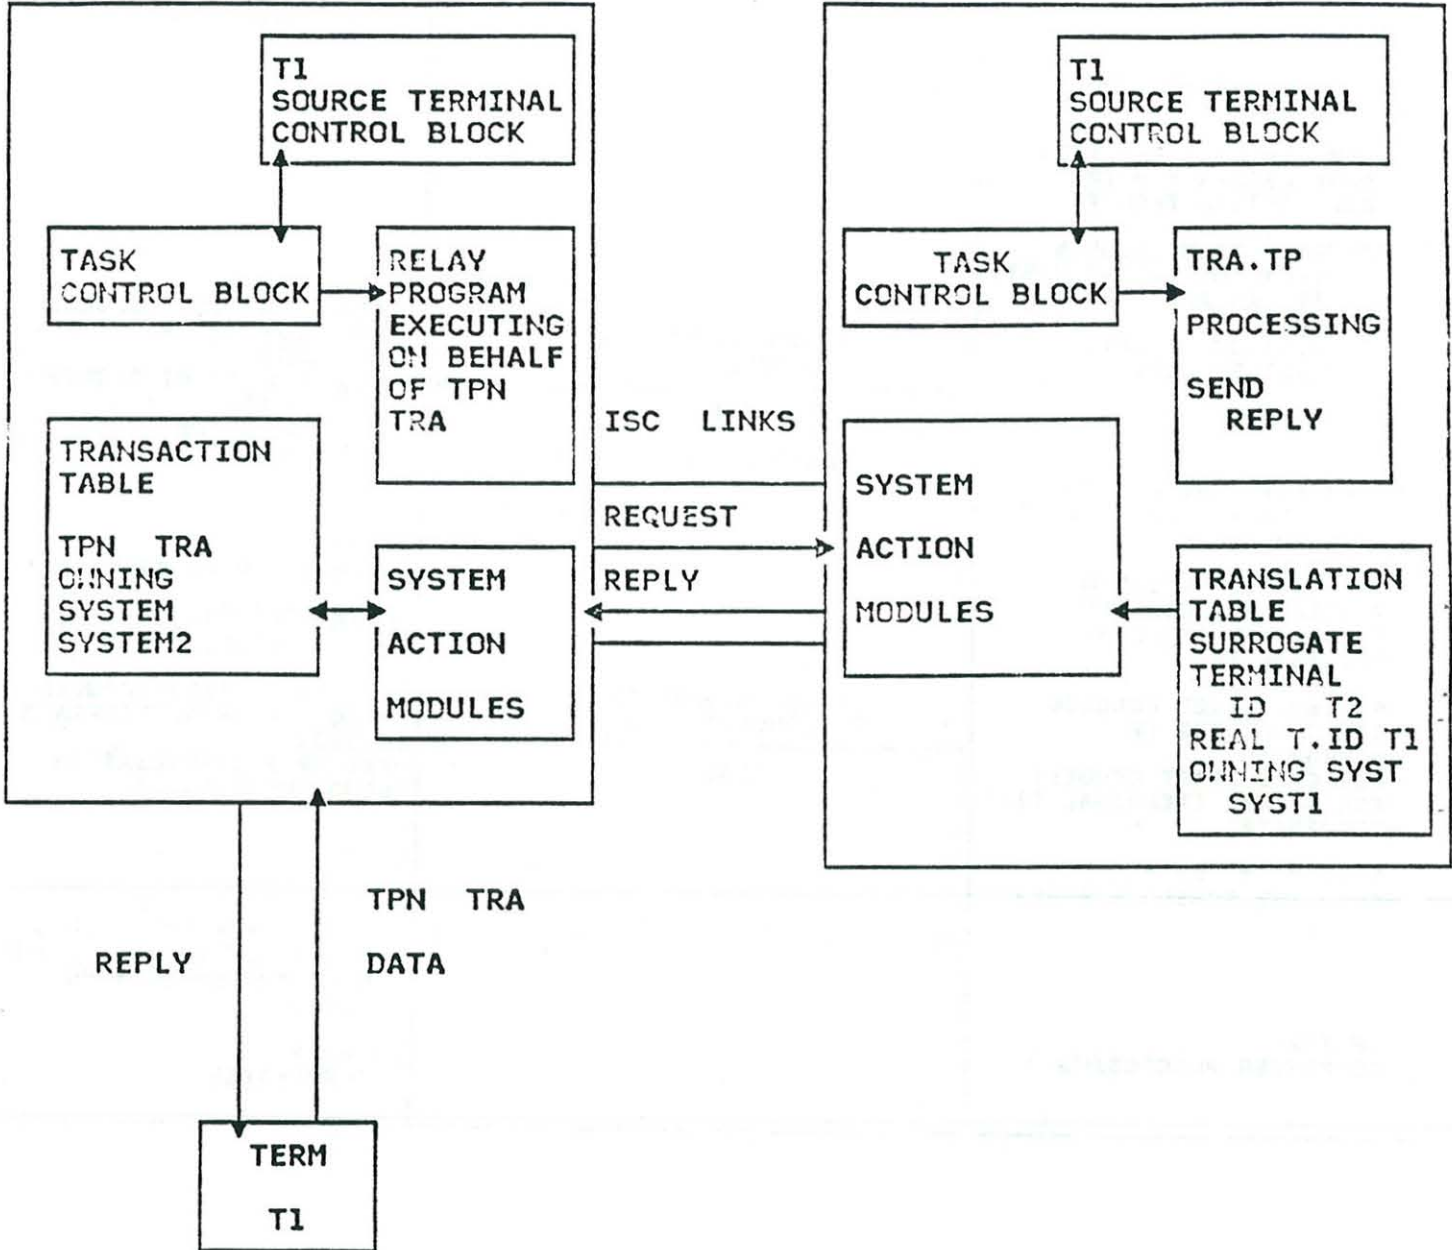 T1
SOURCE TERMINAL
CONTROL BLOCK
TASK
CONTROL BLOCK
RELAY
PROGRAM
EXECUTING
ON BEHALF
OF TPN
TRA
TRANSACTION
TABLE
TPN TRA
OWNING
SYSTEM
SYSTEM2
SYSTEM
ACTION
MODULES
ISC LINKS
REQUEST
REPLY
T1
SOURCE TERMINAL
CONTROL BLOCK
TASK
CONTROL BLOCK
TRA.TP
PROCESSING
SEND
REPLY
SYSTEM
ACTION
MODULES
TRANSLATION
TABLE
SURROGATE
TERMINAL
ID T2
REAL T.ID T1
OWNING SYST
SYST1
TPN TRA
REPLY DATA
TERM
T1